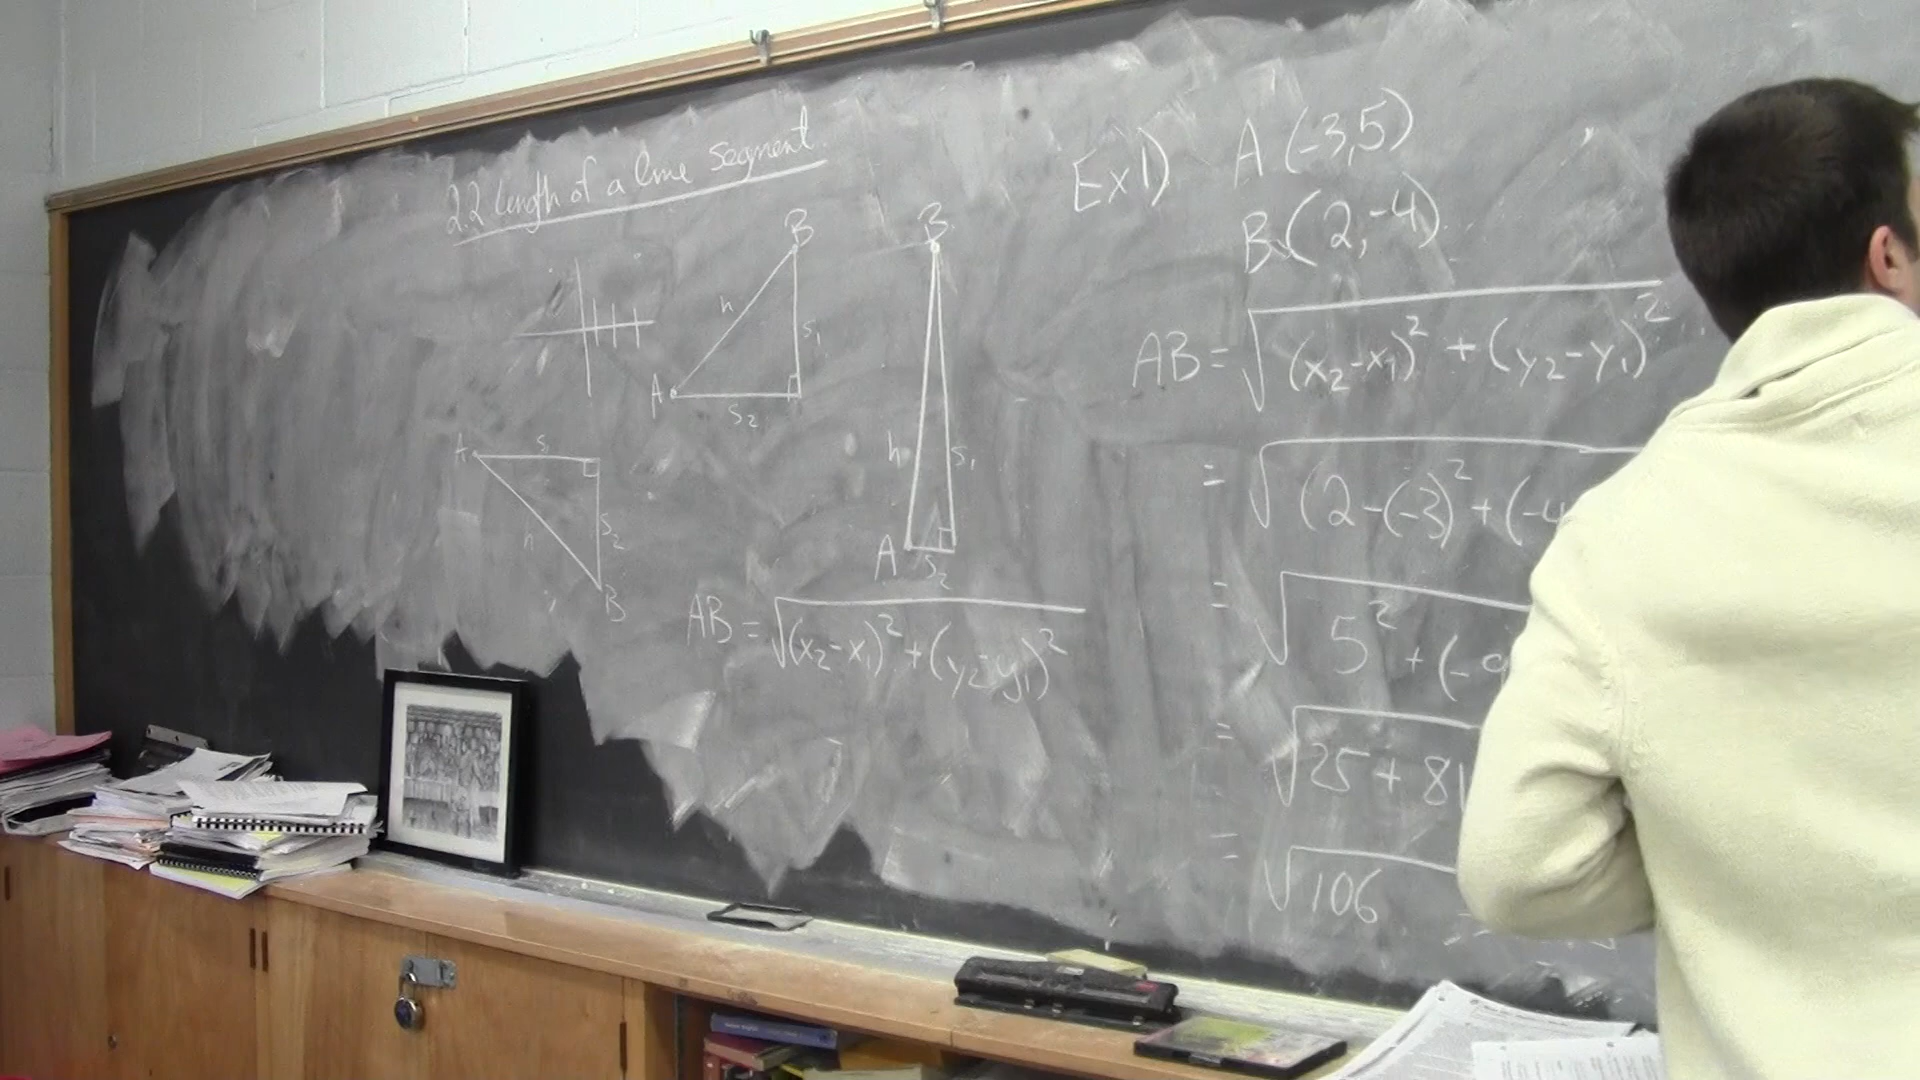 2.2 Length of a line segment.
B
h
S1
A
S2
B
h
S1
A
S2
A
S1
h
S2
B
AB = √(x2-x1)² + (y2-y1)²
Ex1) A (-3,5)
B (2,-4)
AB = √(x2-x1)² + (y2-y1)²
= √(2-(-3)² + (-4
= √5² + (-9
= √25 + 81
= √106